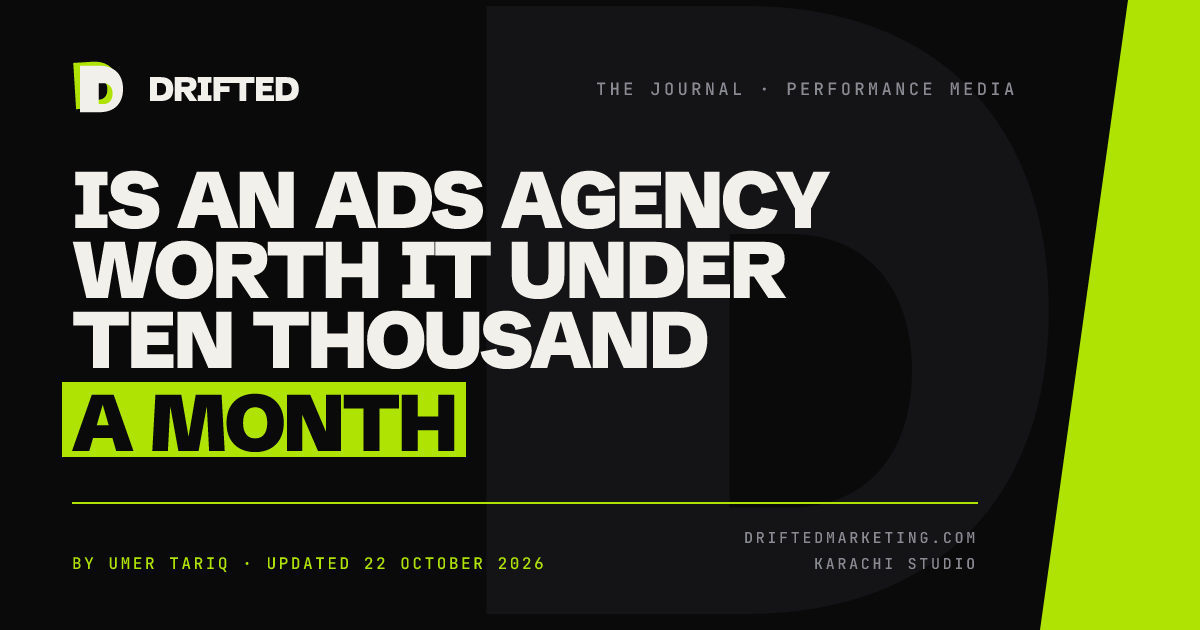 DRIFTED
THE JOURNAL · PERFORMANCE MEDIA
IS AN ADS AGENCY
WORTH IT UNDER
TEN THOUSAND
A MONTH
DRIFTEDMARKETING.COM
BY UMER TARIQ · UPDATED 22 OCTOBER 2026
KARACHI STUDIO